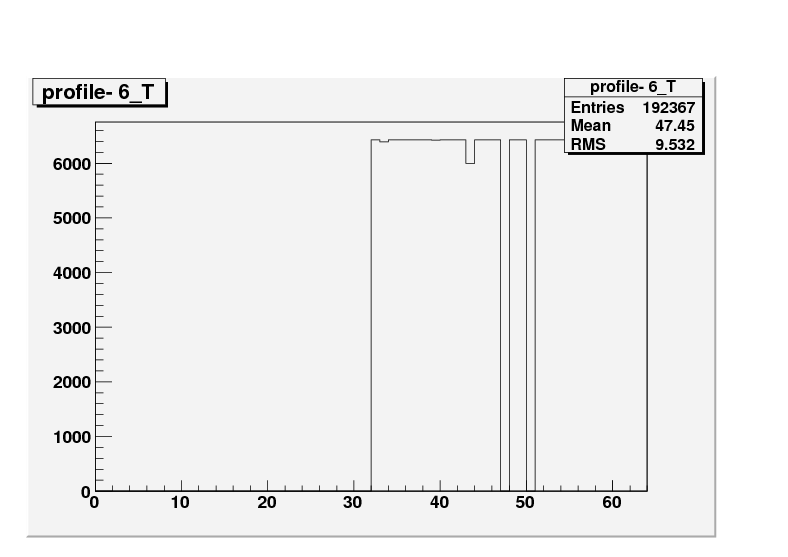 profile- 6_T
profile- 6_T
Entries 192367
Mean 47.45
RMS 9.532
6000
5000
4000
3000
2000
1000
0
0 10 20 30 40 50 60